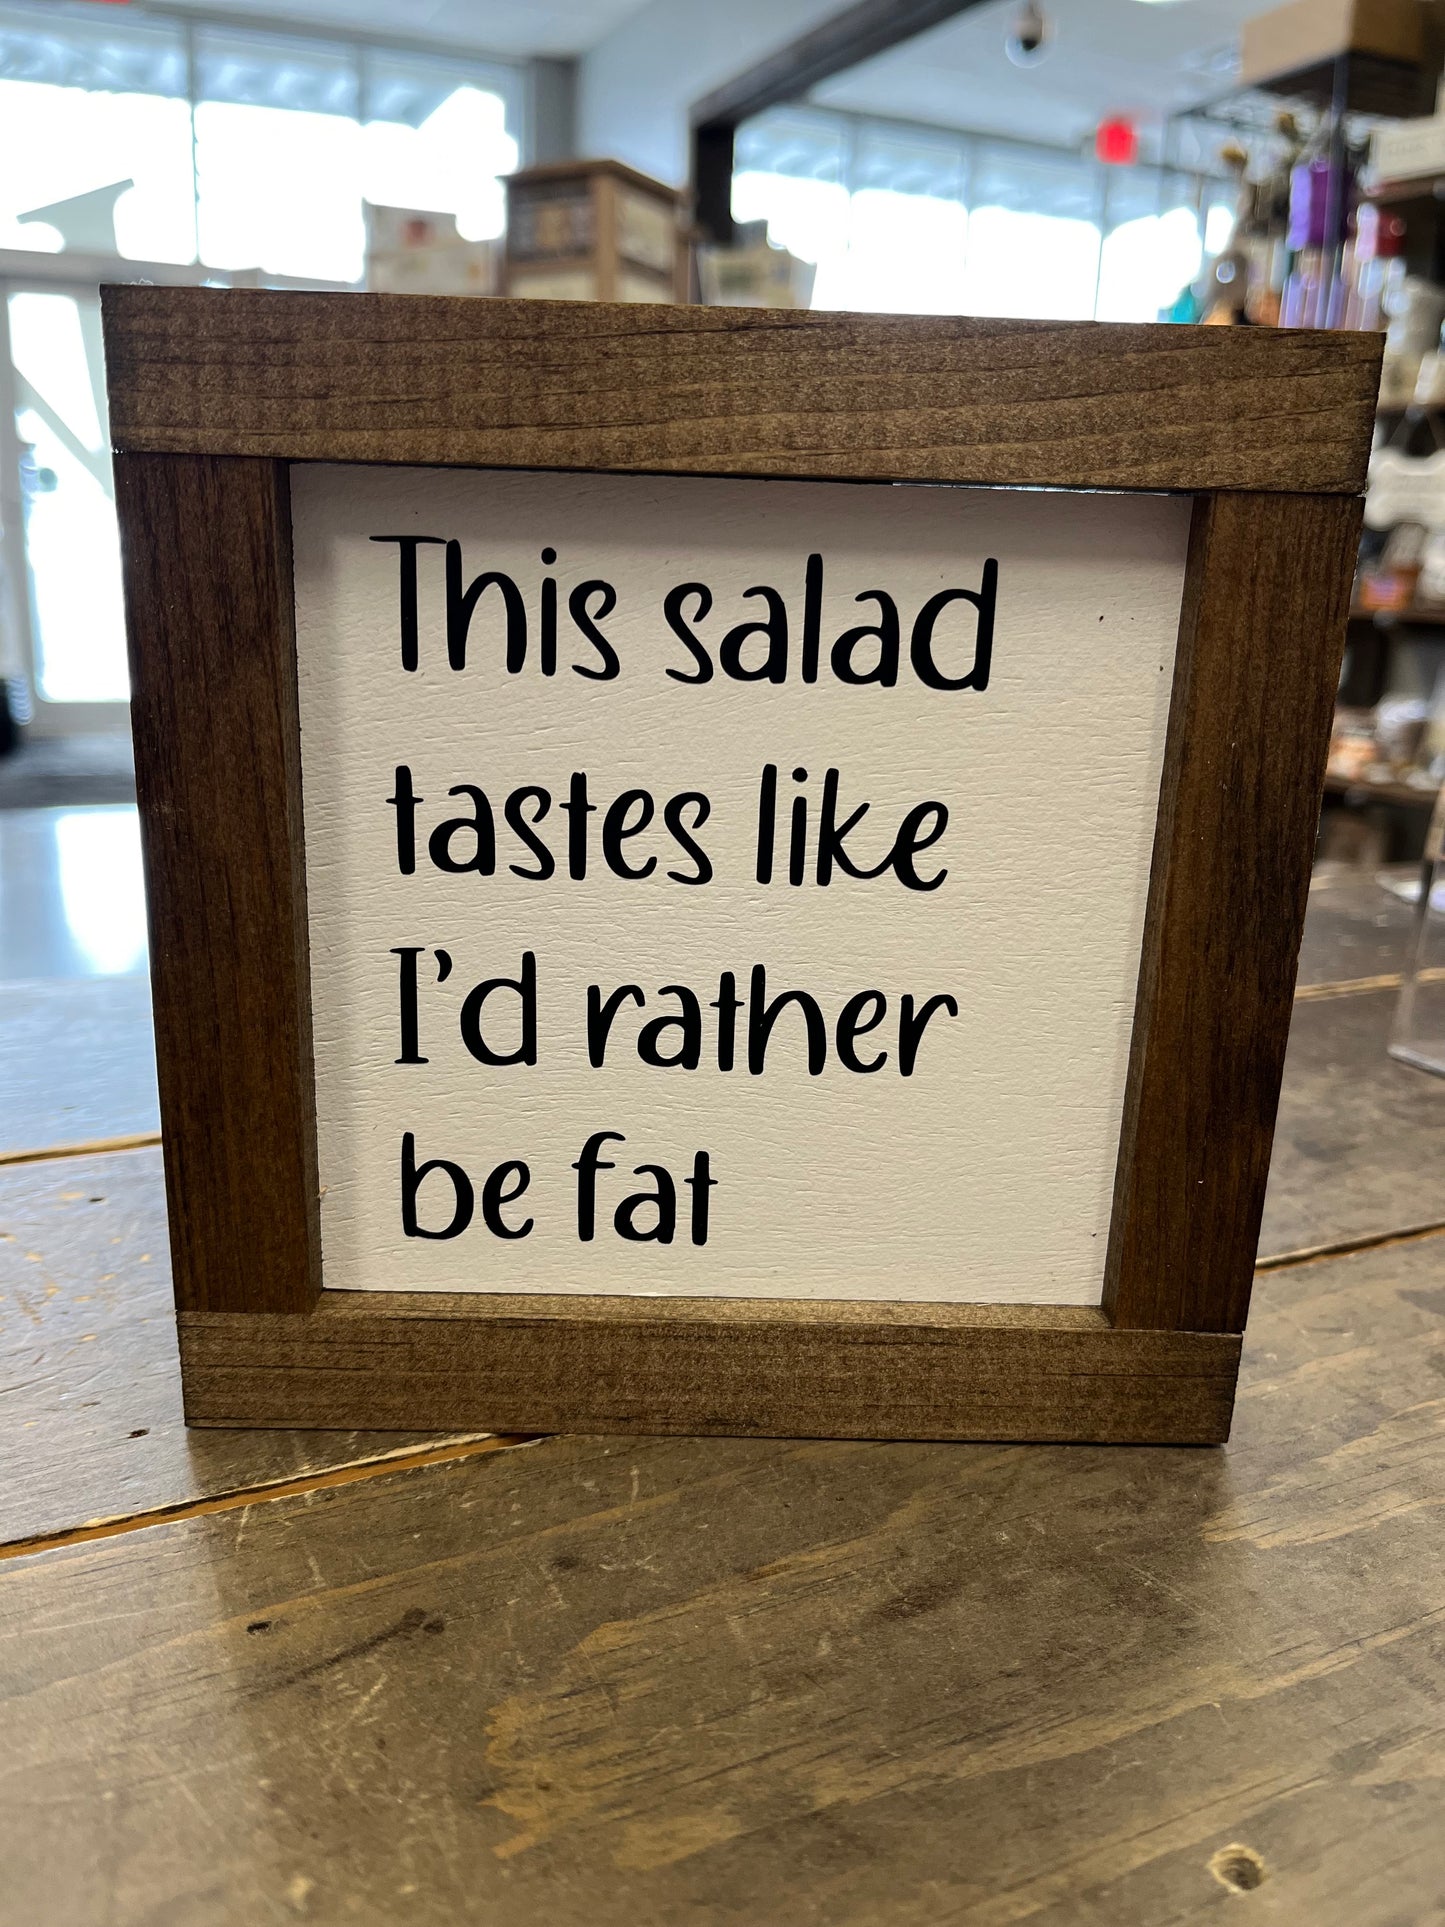 This salad
tastes like
I'd rather
be fat